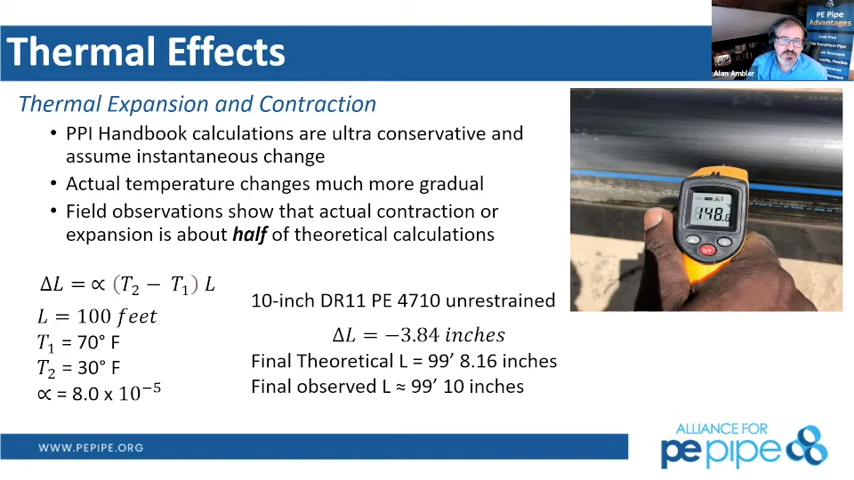 PE Pipe
Advantages
Leak Free
Alan Ambler
Thermal Effects
Thermal Expansion and Contraction
• PPI Handbook calculations are ultra conservative and
assume instantaneous change
• Actual temperature changes much more gradual
• Field observations show that actual contraction or
expansion is about half of theoretical calculations
148.
ΔL = ∝ (T₂ − T₁) L
L = 100 feet
T₁ = 70° F
T₂ = 30° F
∝ = 8.0 x 10⁻⁵
10-inch DR11 PE 4710 unrestrained
ΔL = −3.84 inches
Final Theoretical L = 99’ 8.16 inches
Final observed L ≈ 99’ 10 inches
WWW.PEPIPE.ORG
ALLIANCE FOR
pepipe